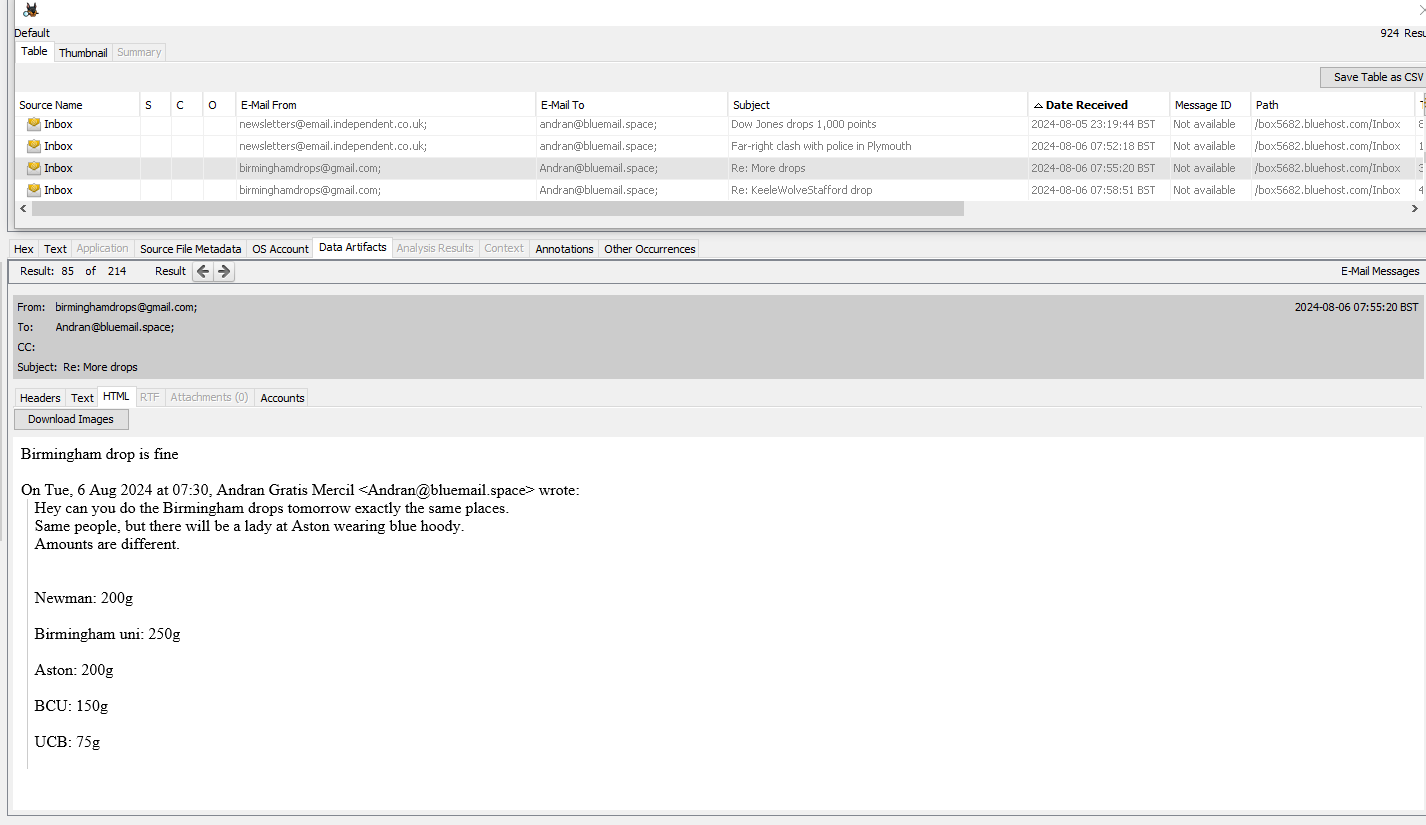 Default
924 Resu
Table Thumbnail Summary
Save Table as CSV
Source Name S C O E-Mail From E-Mail To Subject Date Received Message ID Path
Inbox newsletters@email.independent.co.uk; andran@bluemail.space; Dow Jones drops 1,000 points 2024-08-05 23:19:44 BST Not available /box5682.bluehost.com/Inbox 8
Inbox newsletters@email.independent.co.uk; andran@bluemail.space; Far-right clash with police in Plymouth 2024-08-06 07:52:18 BST Not available /box5682.bluehost.com/Inbox 1
Inbox birminghamdrops@gmail.com; Andran@bluemail.space; Re: More drops 2024-08-06 07:55:20 BST Not available /box5682.bluehost.com/Inbox 3
Inbox birminghamdrops@gmail.com; Andran@bluemail.space; Re: KeeleWolveStafford drop 2024-08-06 07:58:51 BST Not available /box5682.bluehost.com/Inbox 4
Hex Text Application Source File Metadata OS Account Data Artifacts Analysis Results Context Annotations Other Occurrences
Result: 85 of 214 Result E-Mail Messages
From: birminghamdrops@gmail.com; 2024-08-06 07:55:20 BST
To: Andran@bluemail.space;
CC:
Subject: Re: More drops
Headers Text HTML RTF Attachments (0) Accounts
Download Images
Birmingham drop is fine
On Tue, 6 Aug 2024 at 07:30, Andran Gratis Mercil <Andran@bluemail.space> wrote:
Hey can you do the Birmingham drops tomorrow exactly the same places.
Same people, but there will be a lady at Aston wearing blue hoody.
Amounts are different.
Newman: 200g
Birmingham uni: 250g
Aston: 200g
BCU: 150g
UCB: 75g